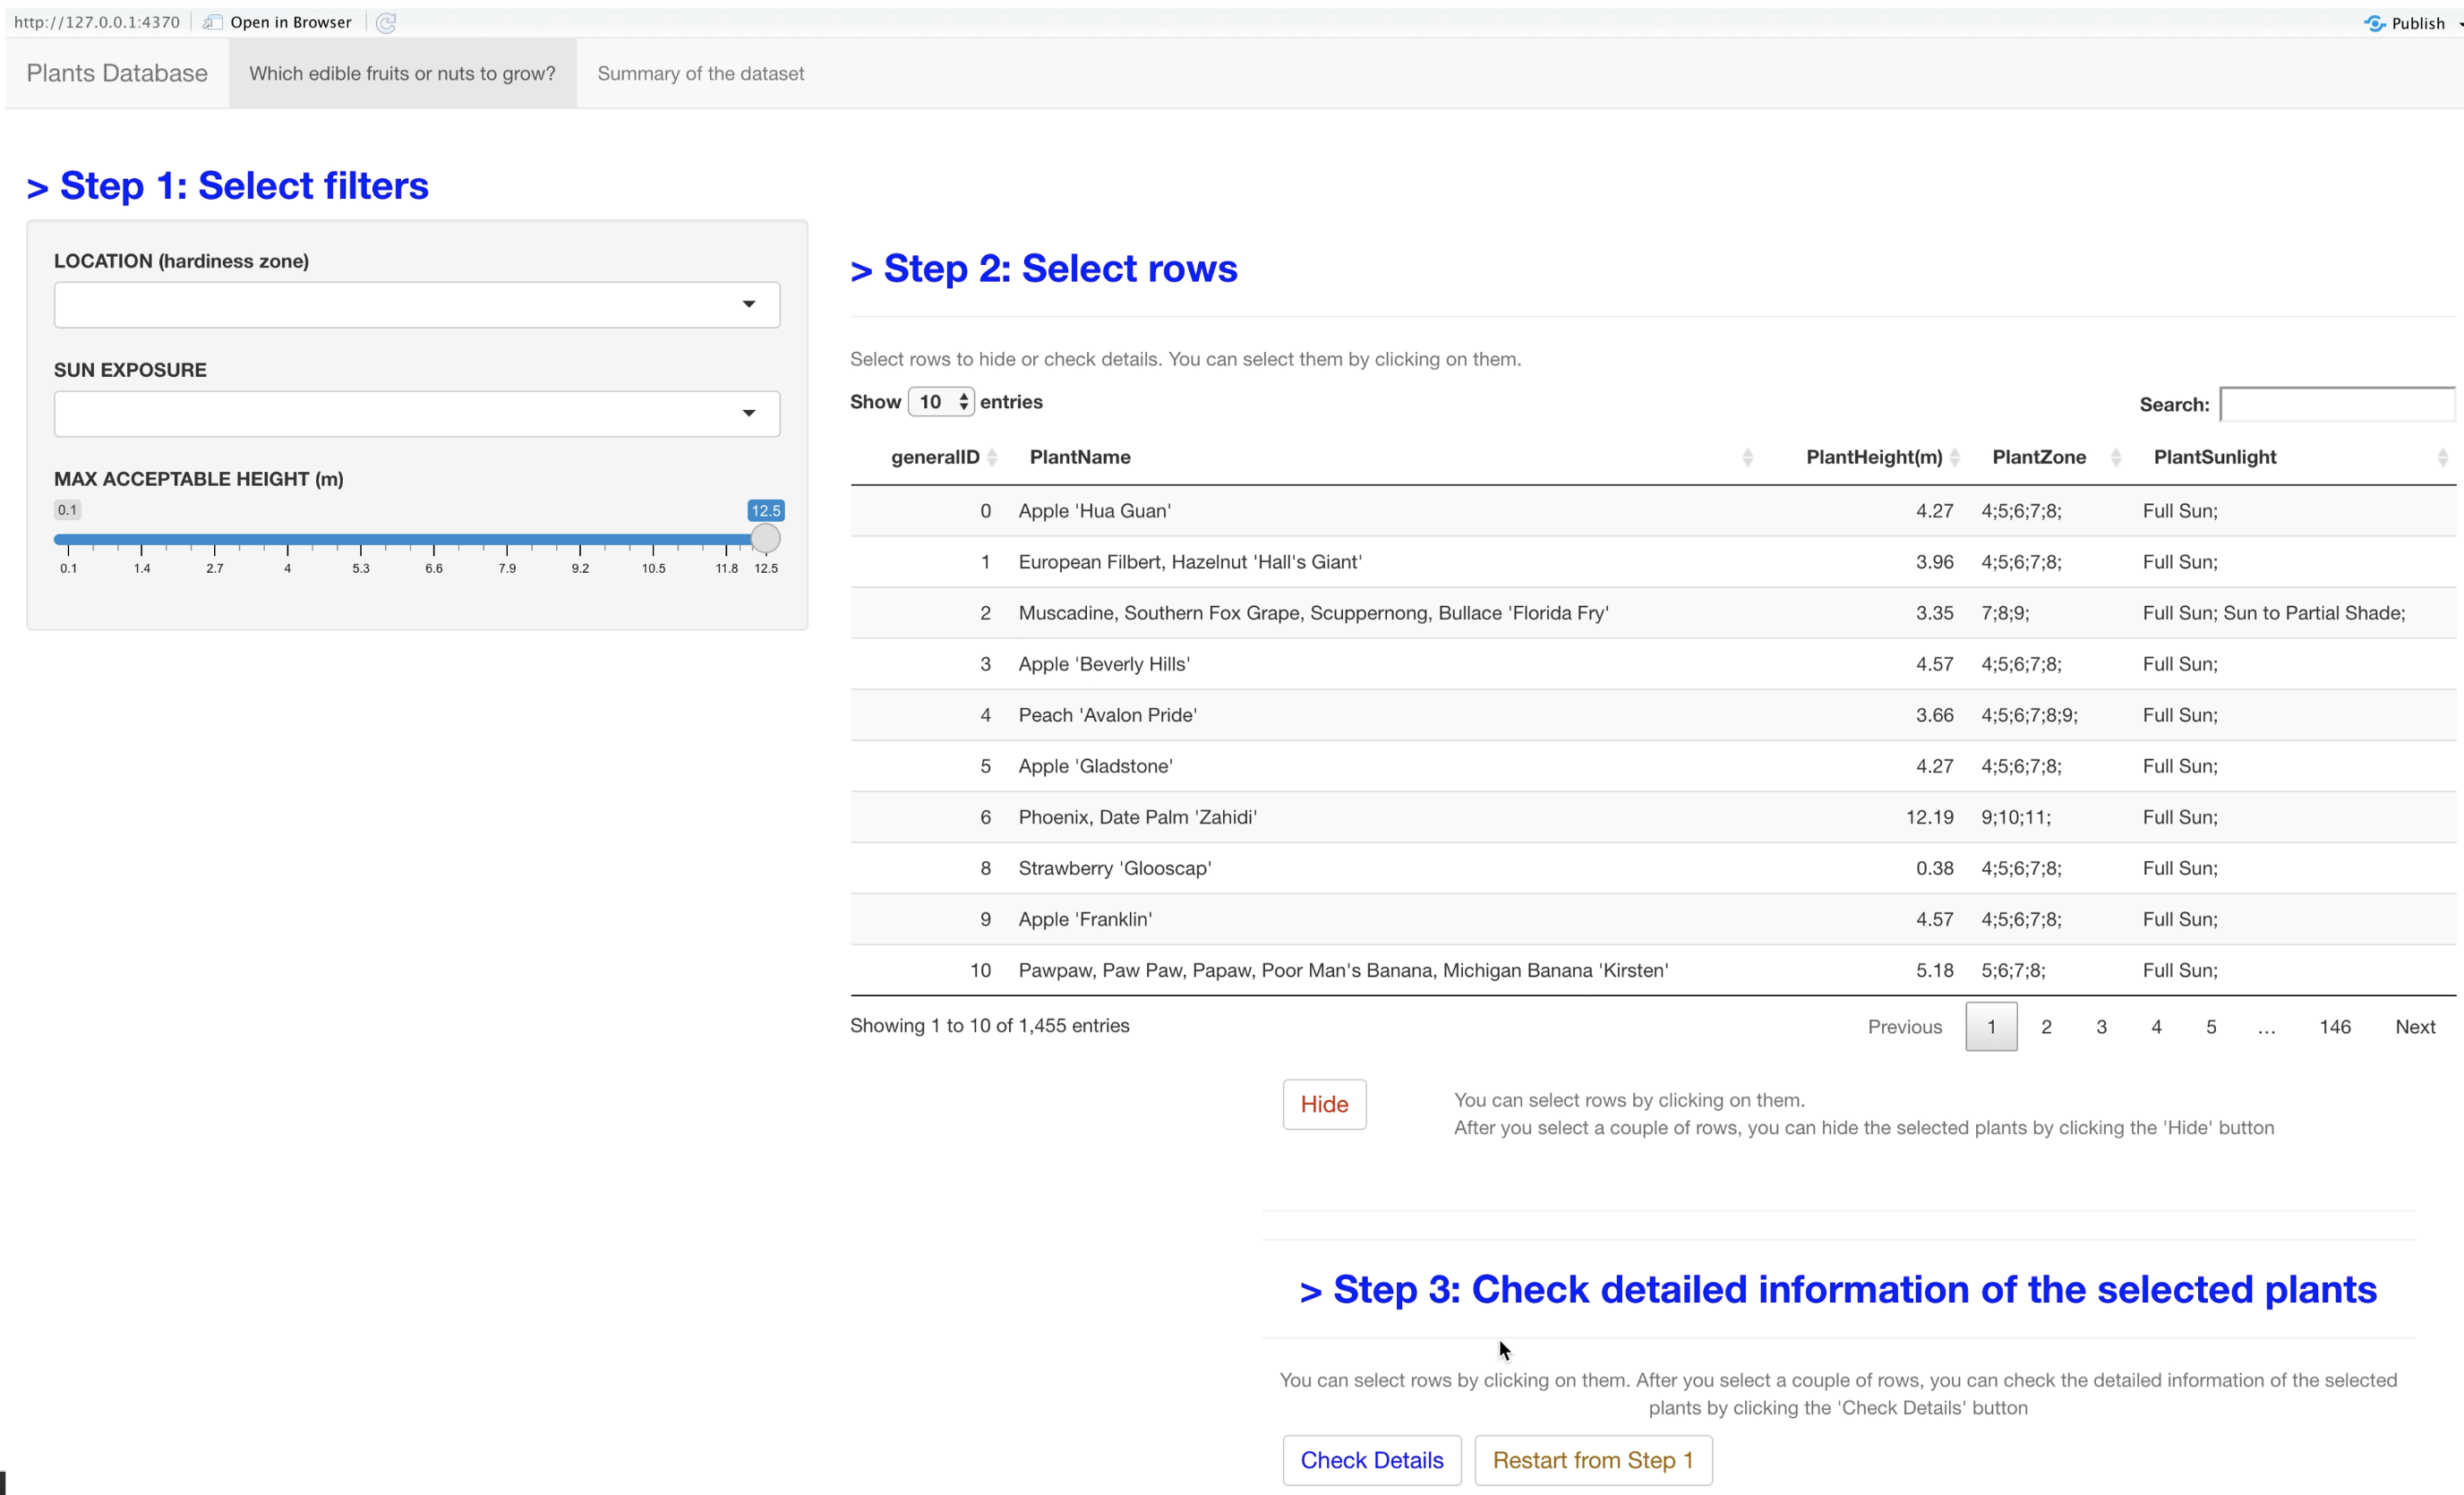 http://127.0.0.1:4370 Open in Browser Publish
Plants Database Which edible fruits or nuts to grow? Summary of the dataset
> Step 1: Select filters
LOCATION (hardiness zone)
SUN EXPOSURE
MAX ACCEPTABLE HEIGHT (m)
0.1 12.5
0.1 1.4 2.7 4 5.3 6.6 7.9 9.2 10.5 11.8 12.5
> Step 2: Select rows
Select rows to hide or check details. You can select them by clicking on them.
Show 10 entries Search:
generalID PlantName PlantHeight(m) PlantZone PlantSunlight
0 Apple 'Hua Guan' 4.27 4;5;6;7;8; Full Sun;
1 European Filbert, Hazelnut 'Hall's Giant' 3.96 4;5;6;7;8; Full Sun;
2 Muscadine, Southern Fox Grape, Scuppernong, Bullace 'Florida Fry' 3.35 7;8;9; Full Sun; Sun to Partial Shade;
3 Apple 'Beverly Hills' 4.57 4;5;6;7;8; Full Sun;
4 Peach 'Avalon Pride' 3.66 4;5;6;7;8;9; Full Sun;
5 Apple 'Gladstone' 4.27 4;5;6;7;8; Full Sun;
6 Phoenix, Date Palm 'Zahidi' 12.19 9;10;11; Full Sun;
8 Strawberry 'Glooscap' 0.38 4;5;6;7;8; Full Sun;
9 Apple 'Franklin' 4.57 4;5;6;7;8; Full Sun;
10 Pawpaw, Paw Paw, Papaw, Poor Man's Banana, Michigan Banana 'Kirsten' 5.18 5;6;7;8; Full Sun;
Showing 1 to 10 of 1,455 entries Previous 1 2 3 4 5 ... 146 Next
Hide
You can select rows by clicking on them.
After you select a couple of rows, you can hide the selected plants by clicking the 'Hide' button
> Step 3: Check detailed information of the selected plants
You can select rows by clicking on them. After you select a couple of rows, you can check the detailed information of the selected
plants by clicking the 'Check Details' button
Check Details Restart from Step 1